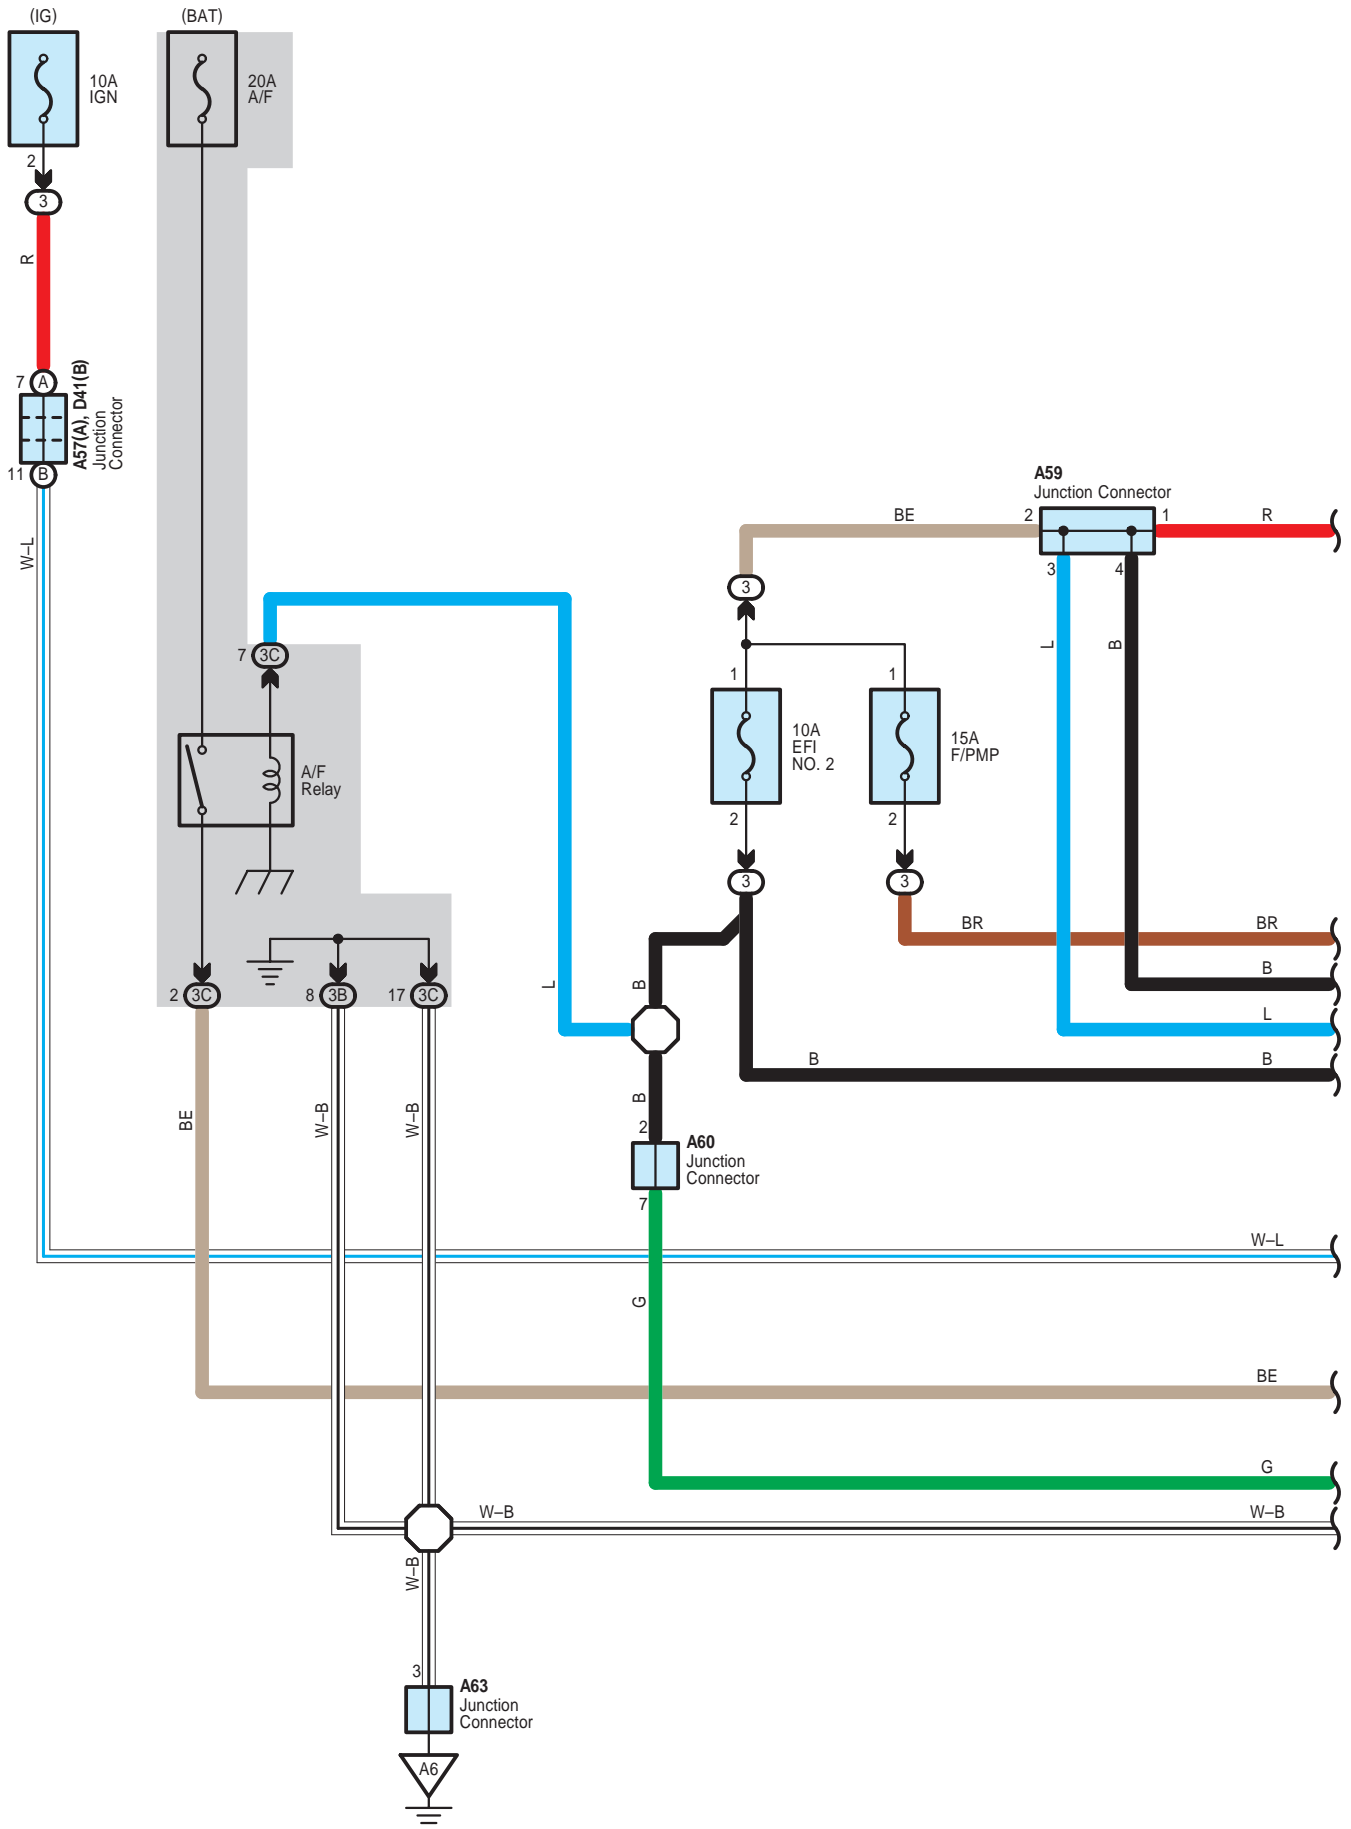 (IG)
(BAT)
10A
IGN
20A
A/F
2
3
R
7
A
A57(A), D41(B)
Junction
Connector
11
B
W–L
A59
Junction Connector
BE
2
1
R
3
4
3
L
B
7
3C
1
1
10A
EFI
NO. 2
15A
F/PMP
A/F
Relay
2
2
3
3
BR
BR
B
L
B
B
B
L
2
3C
8
3B
17
3C
BE
W–B
W–B
B
2
A60
Junction
Connector
7
W–L
G
BE
G
W–B
W–B
W–B
3
A63
Junction
Connector
A6